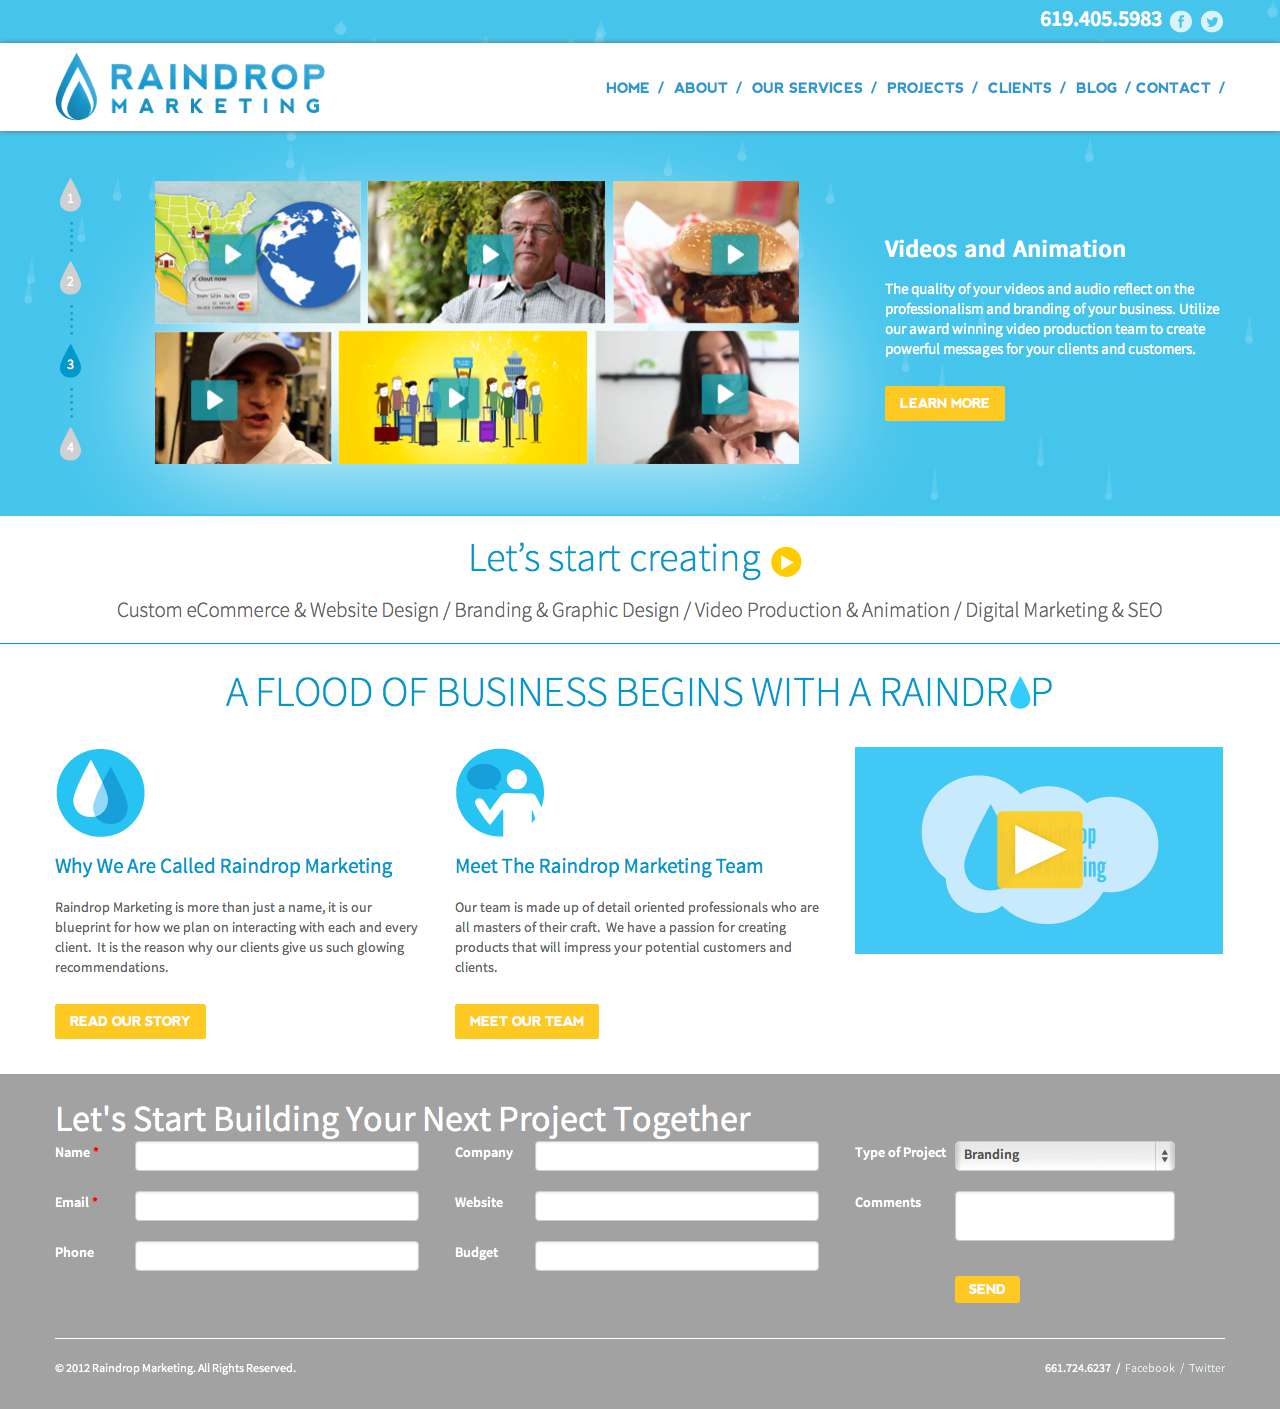 619.405.5983
RAINDROP
MARKETING
HOME / ABOUT / OUR SERVICES / PROJECTS / CLIENTS / BLOG / CONTACT /
1
2
3
4
clout now
Videos and Animation
The quality of your videos and audio reflect on the
professionalism and branding of your business. Utilize
our award winning video production team to create
powerful messages for your clients and customers.
LEARN MORE
Let’s start creating
Custom eCommerce & Website Design / Branding & Graphic Design / Video Production & Animation / Digital Marketing & SEO
A FLOOD OF BUSINESS BEGINS WITH A RAINDROP
Why We Are Called Raindrop Marketing
Raindrop Marketing is more than just a name, it is our
blueprint for how we plan on interacting with each and every
client. It is the reason why our clients give us such glowing
recommendations.
READ OUR STORY
Meet The Raindrop Marketing Team
Our team is made up of detail oriented professionals who are
all masters of their craft. We have a passion for creating
products that will impress your potential customers and
clients.
MEET OUR TEAM
Let's Start Building Your Next Project Together
Name * Company Type of Project Branding
Email * Website Comments
Phone Budget
SEND
© 2012 Raindrop Marketing. All Rights Reserved.
661.724.6237 / Facebook / Twitter